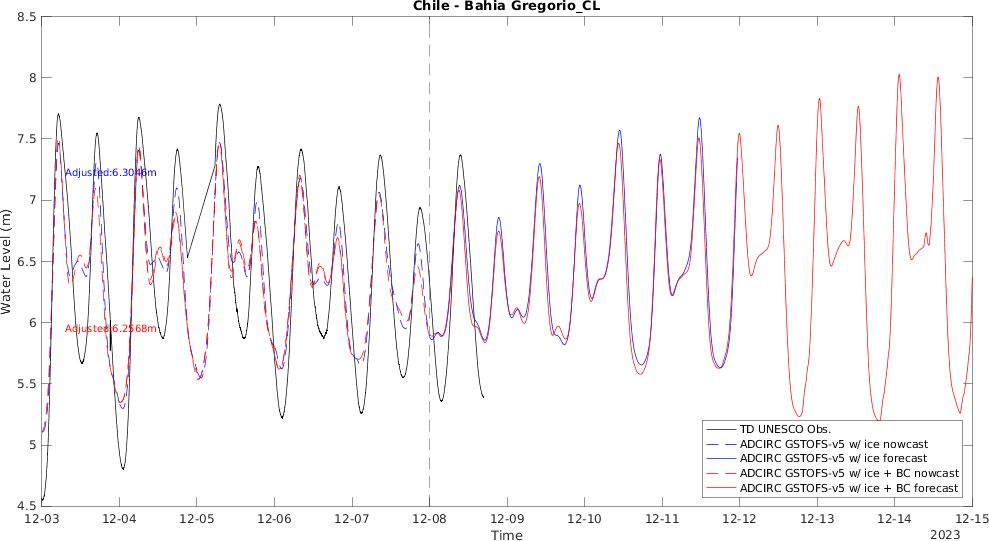 Chile - Bahia Gregorio_CL
8.5
8
7.5
7
6.5
6
5.5
5
4.5
Water Level (m)
Adjusted:6.3046m
Adjusted:6.2568m
TD UNESCO Obs.
ADCIRC GSTOFS-v5 w/ ice nowcast
ADCIRC GSTOFS-v5 w/ ice forecast
ADCIRC GSTOFS-v5 w/ ice + BC nowcast
ADCIRC GSTOFS-v5 w/ ice + BC forecast
12-03 12-04 12-05 12-06 12-07 12-08 12-09 12-10 12-11 12-12 12-13 12-14 12-15
Time
2023